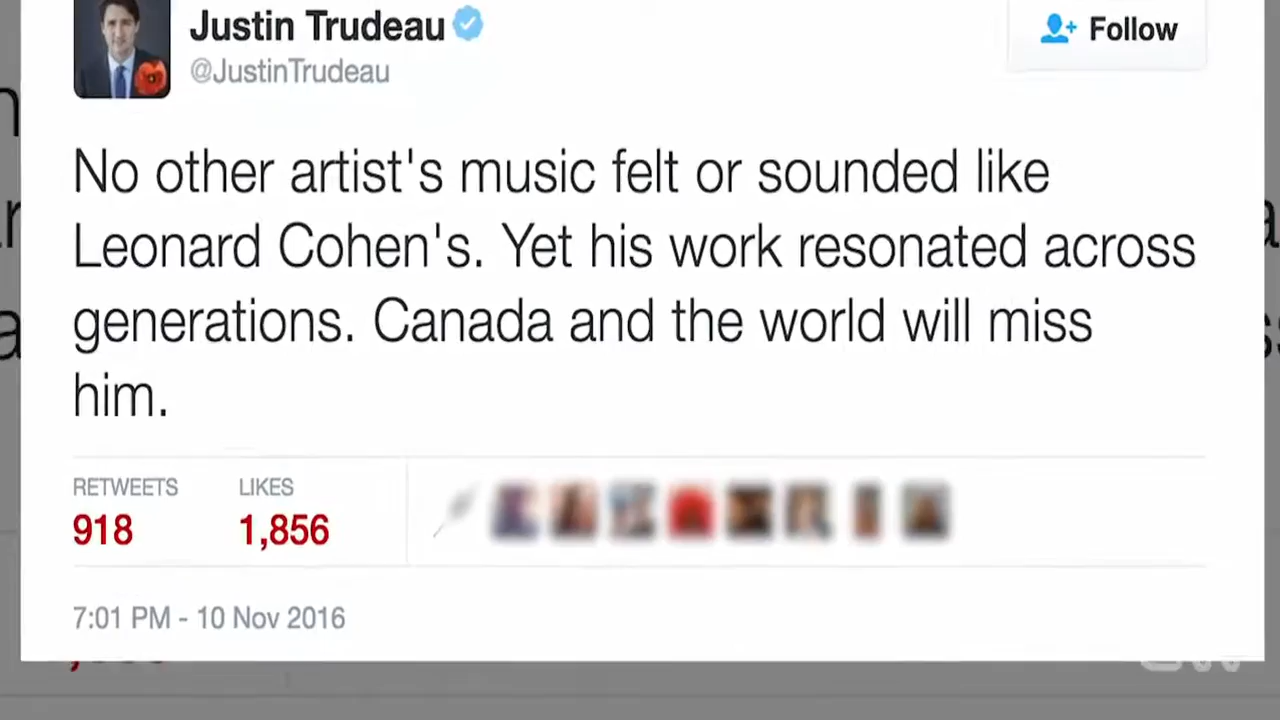 Justin Trudeau
@JustinTrudeau
Follow
No other artist's music felt or sounded like
Leonard Cohen's. Yet his work resonated across
generations. Canada and the world will miss
him.
RETWEETS LIKES
918 1,856
7:01 PM - 10 Nov 2016